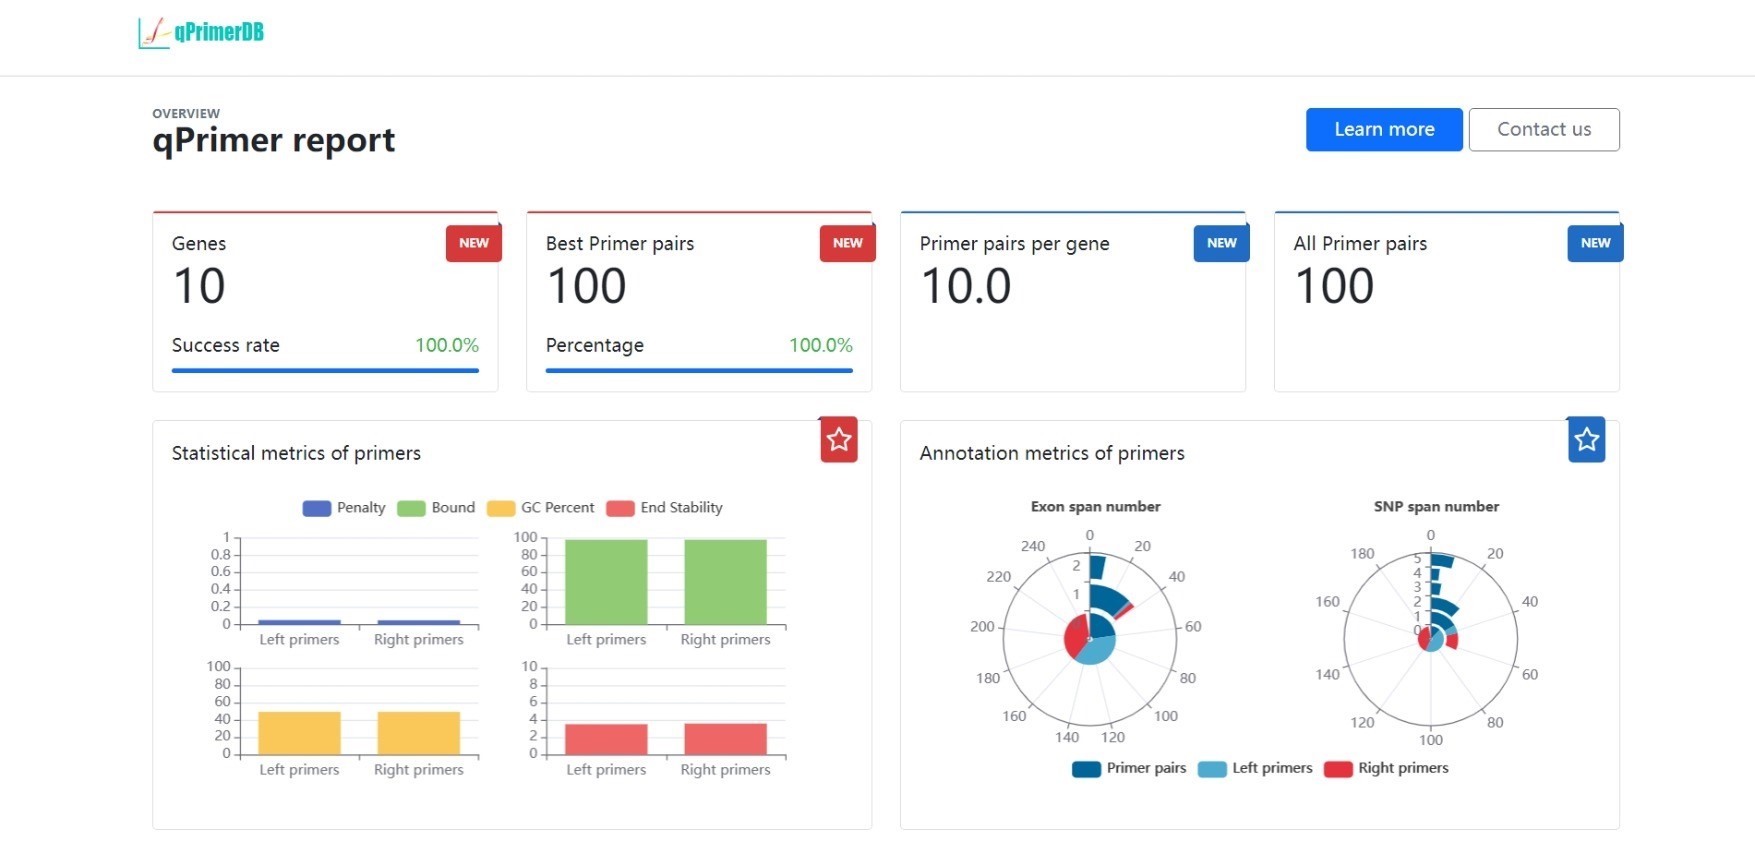 qPrimerDB
OVERVIEW
qPrimer report
Learn more
Contact us
Genes
NEW
10
Success rate 100.0%
Best Primer pairs
NEW
100
Percentage 100.0%
Primer pairs per gene
NEW
10.0
All Primer pairs
NEW
100
Statistical metrics of primers
Penalty Bound GC Percent End Stability
1
0.8
0.6
0.4
0.2
0
Left primers Right primers
100
80
60
40
20
0
Left primers Right primers
100
80
60
40
20
0
Left primers Right primers
10
8
6
4
2
0
Left primers Right primers
Annotation metrics of primers
Exon span number
0
20
40
60
80
100
120
140
160
180
200
220
240
2
1
SNP span number
0
20
40
60
80
100
120
140
160
180
5
4
3
2
1
0
Primer pairs Left primers Right primers